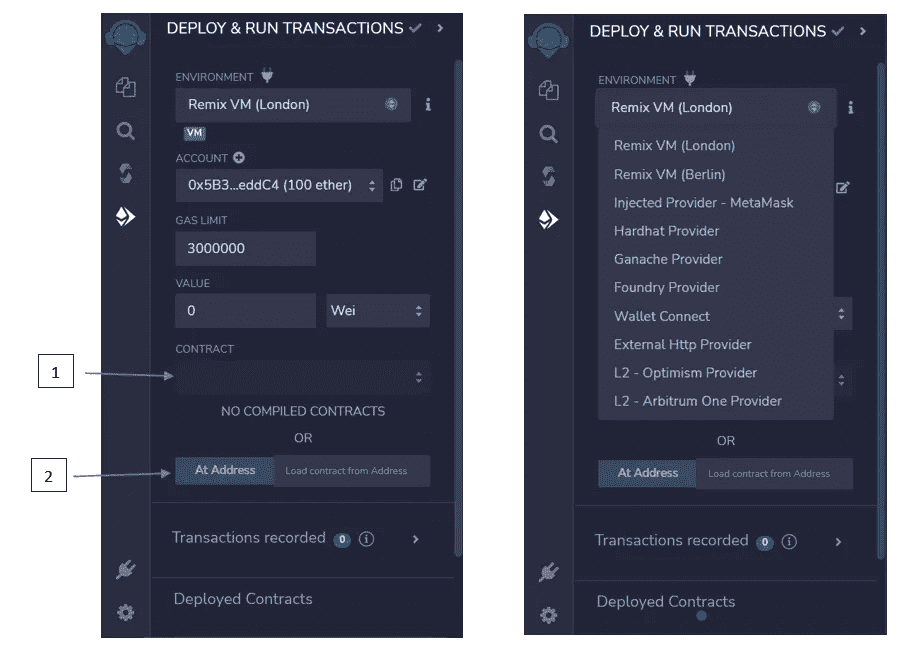 DEPLOY & RUN TRANSACTIONS
ENVIRONMENT
Remix VM (London)
VM
ACCOUNT
0x5B3...eddC4 (100 ether)
GAS LIMIT
3000000
VALUE
0 Wei
CONTRACT
1
NO COMPILED CONTRACTS
OR
2
At Address Load contract from Address
Transactions recorded 0
Deployed Contracts
DEPLOY & RUN TRANSACTIONS
ENVIRONMENT
Remix VM (London)
Remix VM (London)
Remix VM (Berlin)
Injected Provider - MetaMask
Hardhat Provider
Ganache Provider
Foundry Provider
Wallet Connect
External Http Provider
L2 - Optimism Provider
L2 - Arbitrum One Provider
OR
At Address Load contract from Address
Transactions recorded 0
Deployed Contracts